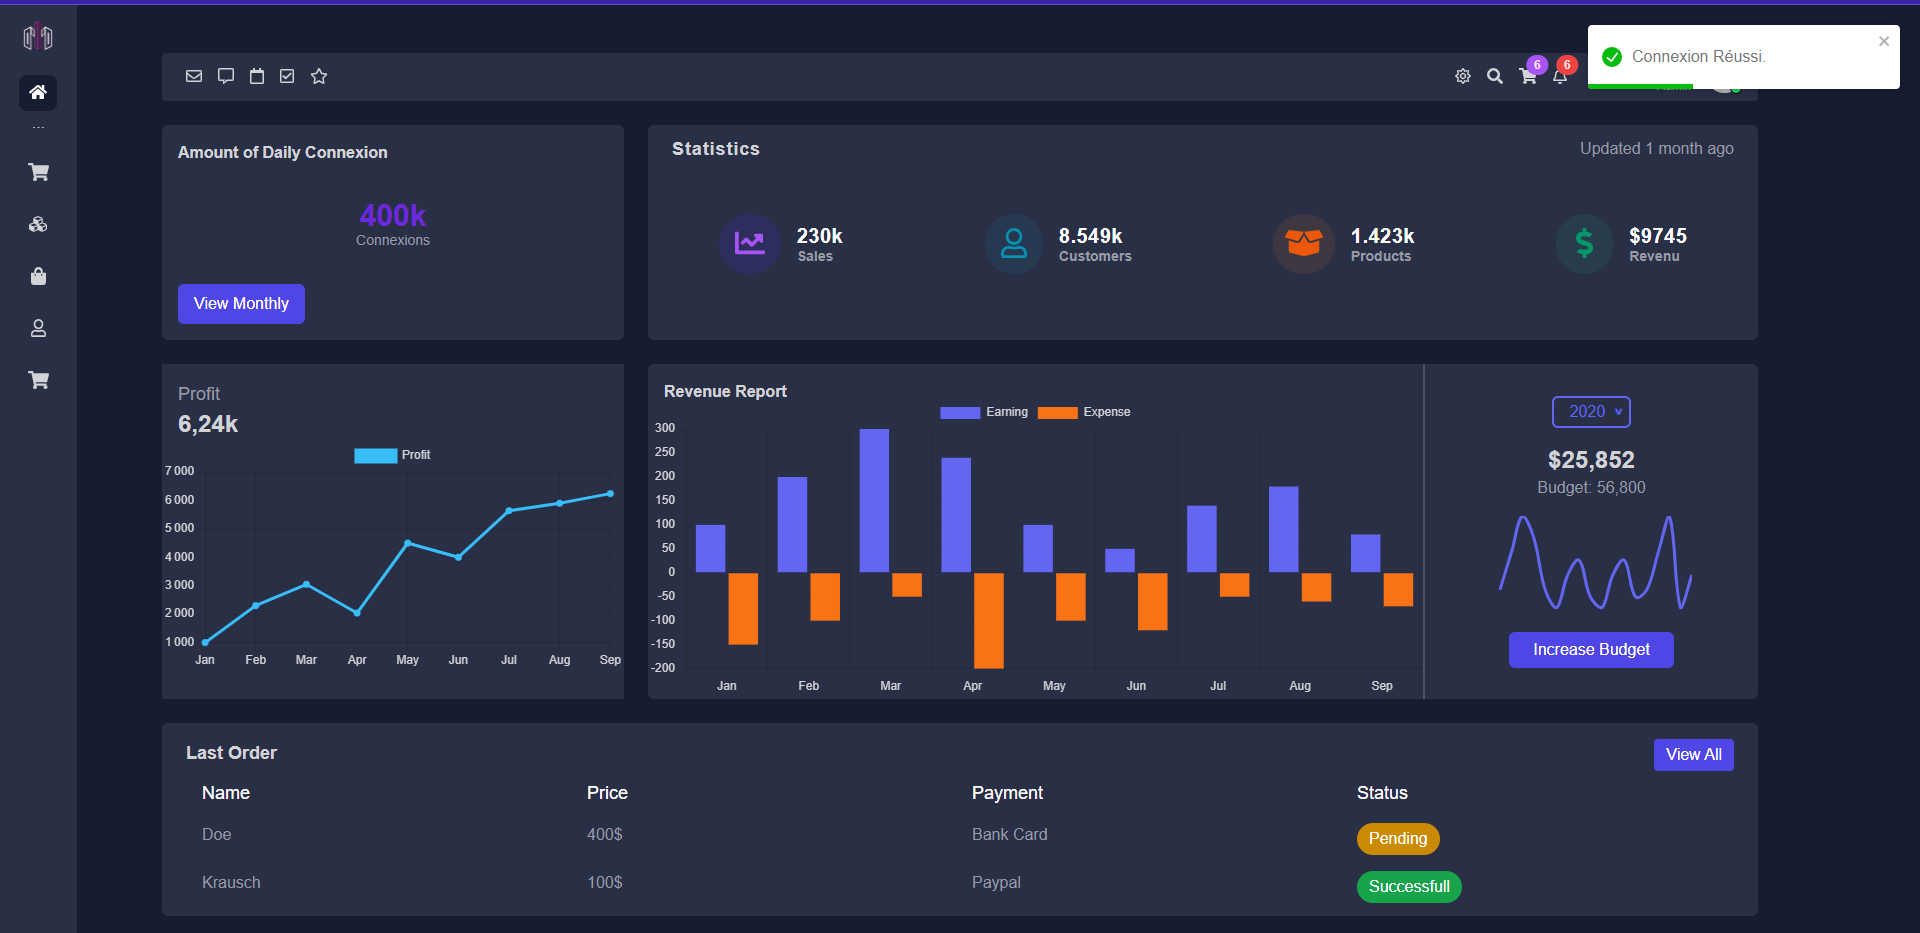 Connexion Réussi.
6
6
...
Amount of Daily Connexion
400k
Connexions
View Monthly
Statistics
Updated 1 month ago
230k
Sales
8.549k
Customers
1.423k
Products
$9745
Revenu
Profit
6,24k
Profit
7 000
6 000
5 000
4 000
3 000
2 000
1 000
Jan Feb Mar Apr May Jun Jul Aug Sep
Revenue Report
Earning Expense
300
250
200
150
100
50
0
-50
-100
-150
-200
Jan Feb Mar Apr May Jun Jul Aug Sep
2020
$25,852
Budget: 56,800
Increase Budget
Last Order
View All
Name Price Payment Status
Doe 400$ Bank Card Pending
Krausch 100$ Paypal Successfull